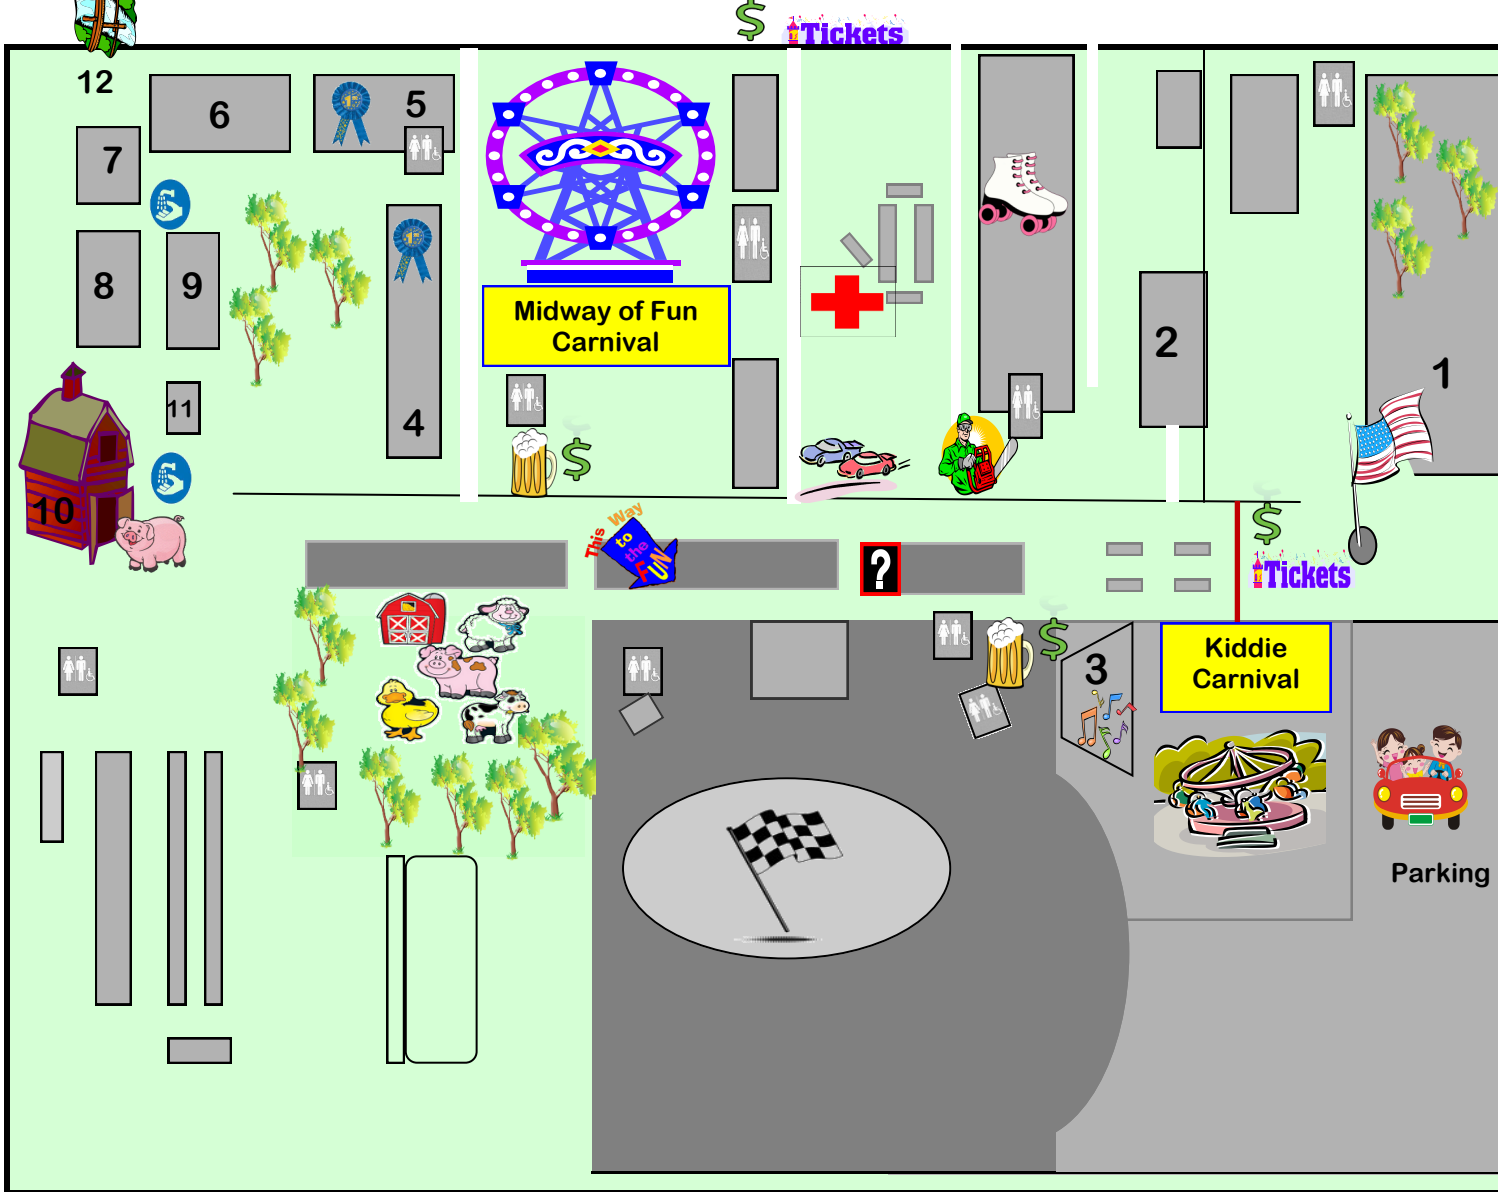 $
Tickets
12
6
5
7
8
9
Midway of Fun
Carnival
2
1
11
4
10
$
This Way
to
the
FUN
?
$
Tickets
$
3
Kiddie
Carnival
Parking